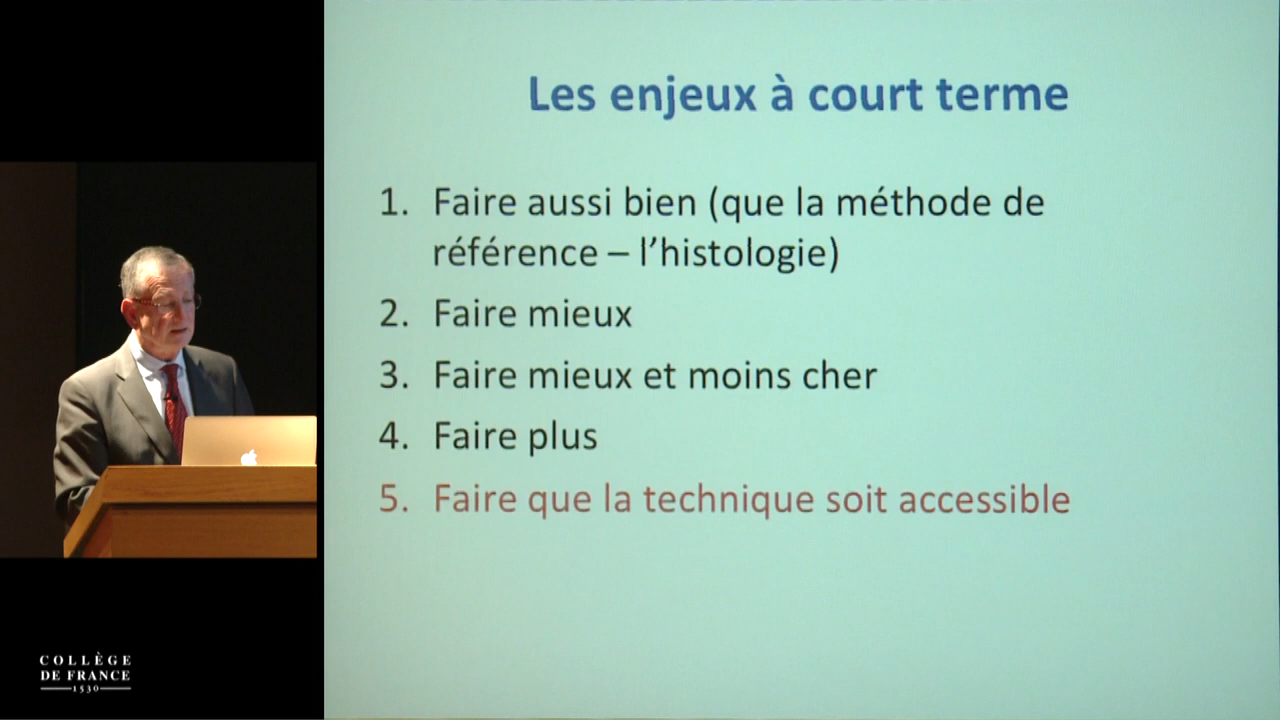 Les enjeux à court terme
1. Faire aussi bien (que la méthode de
référence – l’histologie)
2. Faire mieux
3. Faire mieux et moins cher
4. Faire plus
5. Faire que la technique soit accessible
COLLÈGE
DE FRANCE
1530